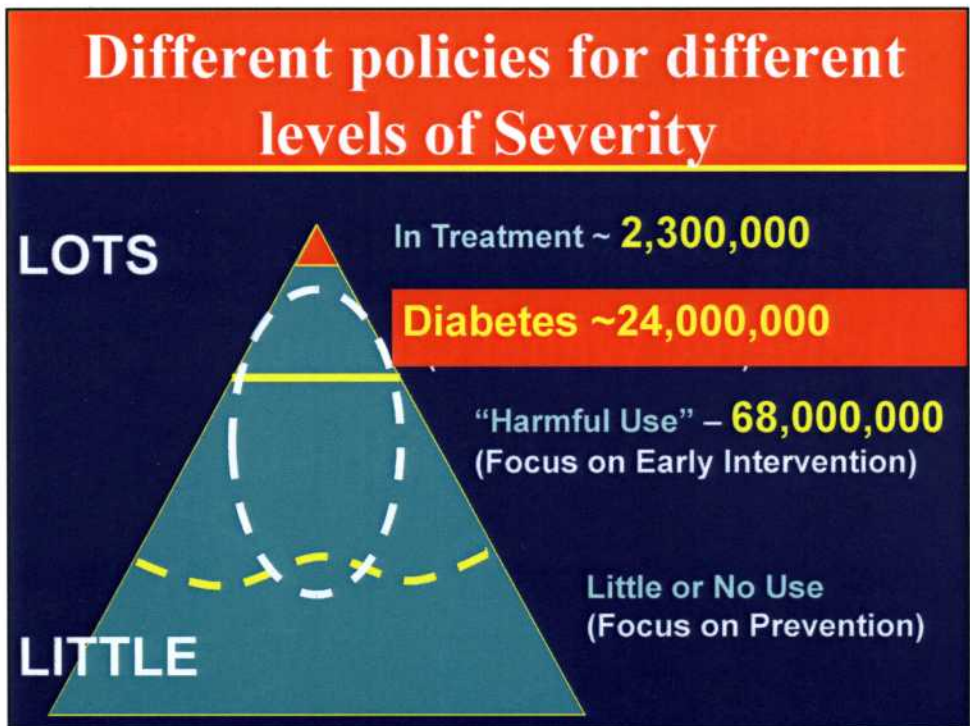 Different policies for different
levels of Severity
LOTS
In Treatment ~ 2,300,000
Diabetes ~24,000,000
“Harmful Use” – 68,000,000
(Focus on Early Intervention)
Little or No Use
(Focus on Prevention)
LITTLE